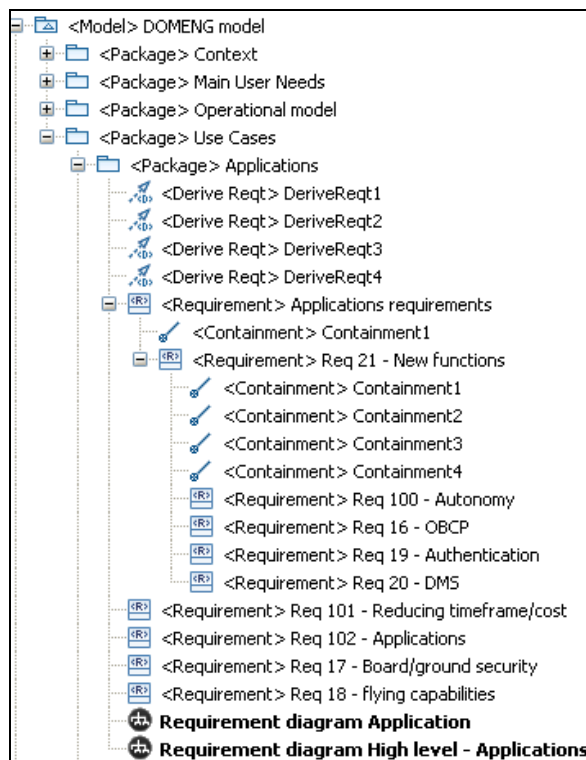 <Model> DOMENG model
<Package> Context
<Package> Main User Needs
<Package> Operational model
<Package> Use Cases
<Package> Applications
<Derive Reqt> DeriveReqt1
<Derive Reqt> DeriveReqt2
<Derive Reqt> DeriveReqt3
<Derive Reqt> DeriveReqt4
<Requirement> Applications requirements
<Containment> Containment1
<Requirement> Req 21 - New functions
<Containment> Containment1
<Containment> Containment2
<Containment> Containment3
<Containment> Containment4
<Requirement> Req 100 - Autonomy
<Requirement> Req 16 - OBCP
<Requirement> Req 19 - Authentication
<Requirement> Req 20 - DMS
<Requirement> Req 101 - Reducing timeframe/cost
<Requirement> Req 102 - Applications
<Requirement> Req 17 - Board/ground security
<Requirement> Req 18 - flying capabilities
Requirement diagram Application
Requirement diagram High level - Applications